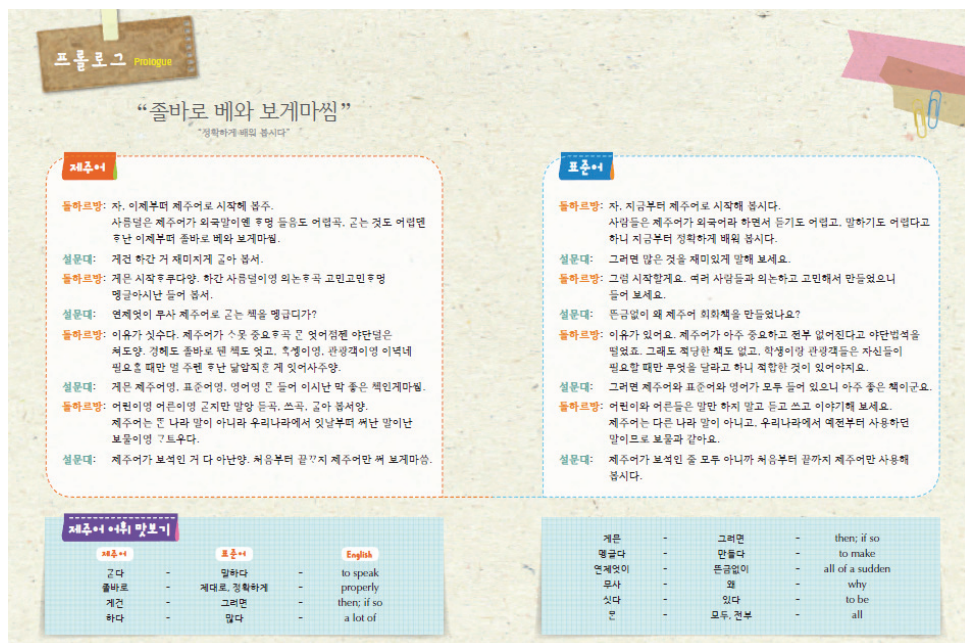 프롤로그 Prologue
“졸바로 베와 보게마씸”
“정확하게 배워 봅시다”
제주어
돌하르방: 자, 이제부떠 제주어로 시작헤 봅주.
사름덜은 제주어가 외국말이엔 ᄒᆞ멍 들음도 어렵곡, ᄀᆞᆮ는 것도 어렵덴
ᄒᆞ난 이제부떠 졸바로 베와 보게마씸.
설문대: 게건 하간 거 재미지게 ᄀᆞᆯ아 봅서.
돌하르방: 게믄 시작ᄒᆞ쿠다양. 하간 사름덜이영 의논ᄒᆞ곡 고민고민ᄒᆞ멍
멩글아시난 들어 봅서.
설문대: 연제엇이 무사 제주어로 ᄀᆞᆮ는 첵을 멩급디가?
돌하르방: 이유가 싯수다. 제주어가 ᄉᆞ뭇 중요ᄒᆞ곡 ᄆᆞᆫ 엇어점젠 야단덜은
쳐도양. 경헤도 졸바로 뒌 첵도 엇고, ᄒᆞᆨ셍이영, 관광객이영 이녁네
필요ᄒᆞᆯ 때만 멀 주렌 ᄒᆞ난 닮암직ᄒᆞᆫ 게 잇어사주양.
설문대: 게믄 제주어영, 표준어영, 영어영 ᄆᆞᆫ 들어 이시난 막 좋은 첵인게마씸.
돌하르방: 어린이영 어른이영 ᄀᆞᆮ지만 말앙 듣곡, 쓰곡, ᄀᆞᆯ아 봅서양.
제주어는 ᄄᆞᆫ 나라 말이 아니라 우리나라에서 잇날부터 써난 말이난
보물이영 ᄀᆞ트우다.
설문대: 제주어가 보석인 거 다 아난양. 처음부터 끝ᄁᆞ지 제주어만 써 보게마씀.
표준어
돌하르방: 자, 지금부터 제주어로 시작해 봅시다.
사람들은 제주어가 외국어라 하면서 듣기도 어렵고, 말하기도 어렵다고
하니 지금부터 정확하게 배워 봅시다.
설문대: 그러면 많은 것을 재미있게 말해 보세요.
돌하르방: 그럼 시작할게요. 여러 사람들과 의논하고 고민해서 만들었으니
들어 보세요.
설문대: 뜬금없이 왜 제주어 회화책을 만들었나요?
돌하르방: 이유가 있어요. 제주어가 아주 중요하고 전부 없어진다고 야단법석을
떨었죠. 그래도 적당한 책도 없고, 학생이랑 관광객들은 자신들이
필요할 때만 무엇을 달라고 하니 적합한 것이 있어야지요.
설문대: 그러면 제주어와 표준어와 영어가 모두 들어 있으니 아주 좋은 책이군요.
돌하르방: 어린이와 어른들은 말만 하지 말고 듣고 쓰고 이야기해 보세요.
제주어는 다른 나라 말이 아니고, 우리나라에서 예전부터 사용하던
말이므로 보물과 같아요.
설문대: 제주어가 보석인 줄 모두 아니까 처음부터 끝까지 제주어만 사용해
봅시다.
제주어 어휘 맛보기
제주어 표준어 English
ᄀᆞᆮ다 - 말하다 - to speak
졸바로 - 제대로, 정확하게 - properly
게건 - 그러면 - then; if so
하다 - 많다 - a lot of
게믄 - 그러면 - then; if so
멩글다 - 만들다 - to make
연제엇이 - 뜬금없이 - all of a sudden
무사 - 왜 - why
싯다 - 있다 - to be
ᄆᆞᆫ - 모두, 전부 - all